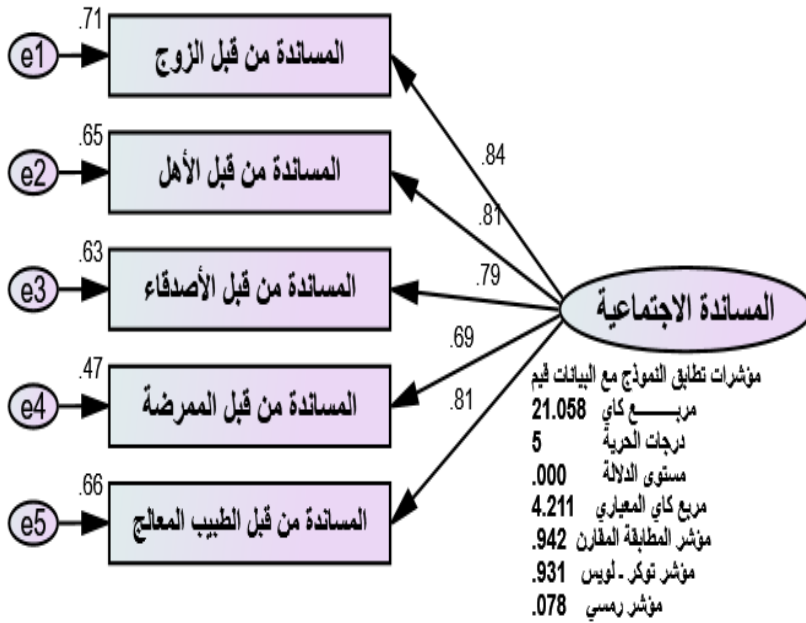 .71
e1
المساندة من قبل الزوج
.84
.65
e2
المساندة من قبل الأهل
.81
.63
e3
المساندة من قبل الأصدقاء
.79
المساندة الاجتماعية
.47
e4
المساندة من قبل الممرضة
.69
.66
e5
المساندة من قبل الطبيب المعالج
.81
مؤشرات تطابق النموذج مع البيانات قيم
مربـــــع كاي 21.058
درجات الحرية 5
مستوى الدلالة .000
مربع كاي المعياري 4.211
مؤشر المطابقة المقارن .942
مؤشر توكر - لويس .931
مؤشر رمسي .078